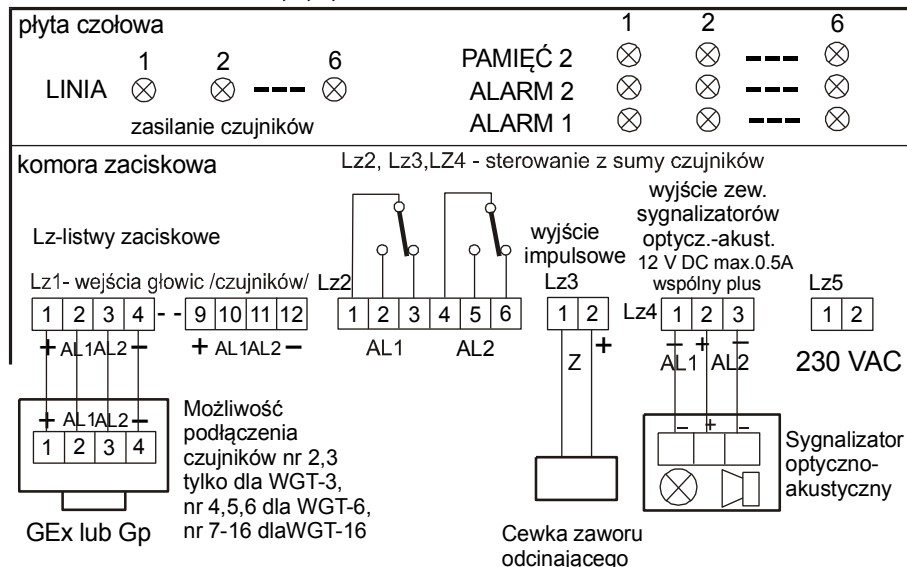 płyta czołowa
1 2 6
LINIA
zasilanie czujników
1 2 6
PAMIĘĆ 2
ALARM 2
ALARM 1
komora zaciskowa
Lz2, Lz3,LZ4 - sterowanie z sumy czujników
Lz-listwy zaciskowe
Lz1- wejścia głowic /czujników/
1 2 3 4 - - 9 10 11 12
+ AL1AL2 - + AL1AL2 -
Lz2
1 2 3 4 5 6
AL1 AL2
wyjście
impulsowe
Lz3
1 2
Z +
wyjście zew.
sygnalizatorów
optycz.-akust.
12 V DC max.0.5A
wspólny plus
Lz4 1 2 3
- + -
AL1 AL2
Lz5
1 2
230 VAC
+ AL1AL2 -
1 2 3 4
GEx lub Gp
Możliwość
podłączenia
czujników nr 2,3
tylko dla WGT-3,
nr 4,5,6 dla WGT-6,
nr 7-16 dlaWGT-16
Cewka zaworu
odcinającego
- + -
Sygnalizator
optyczno-
akustyczny